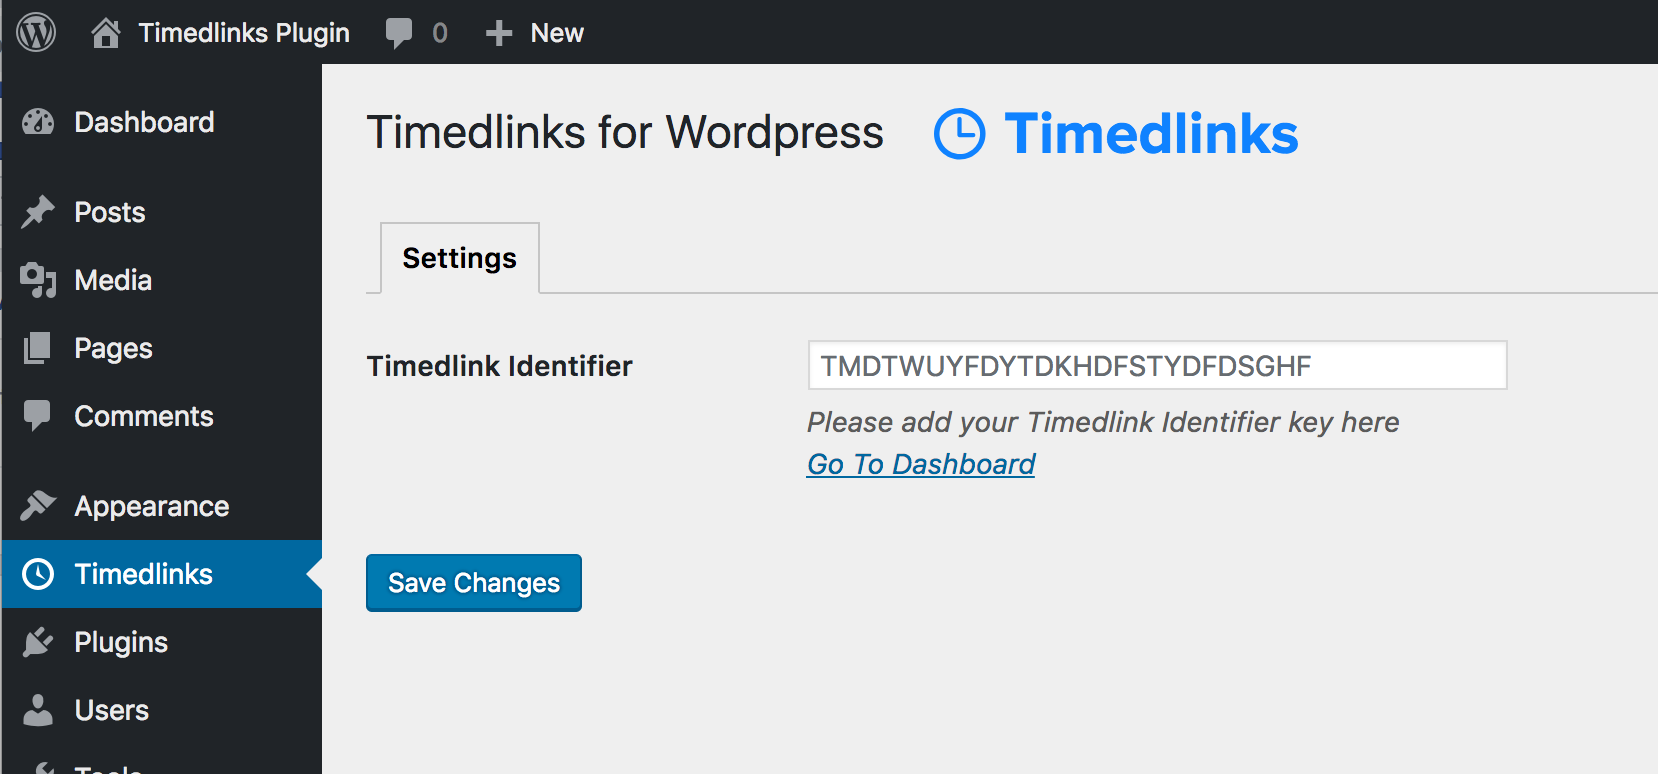 Timedlinks Plugin 0 New
Dashboard
Posts
Media
Pages
Comments
Appearance
Timedlinks
Plugins
Users
Tools
Timedlinks for Wordpress Timedlinks
Settings
Timedlink Identifier TMDTWUYFDYTDKHDFSTYDFDSGHF
Please add your Timedlink Identifier key here
Go To Dashboard
Save Changes